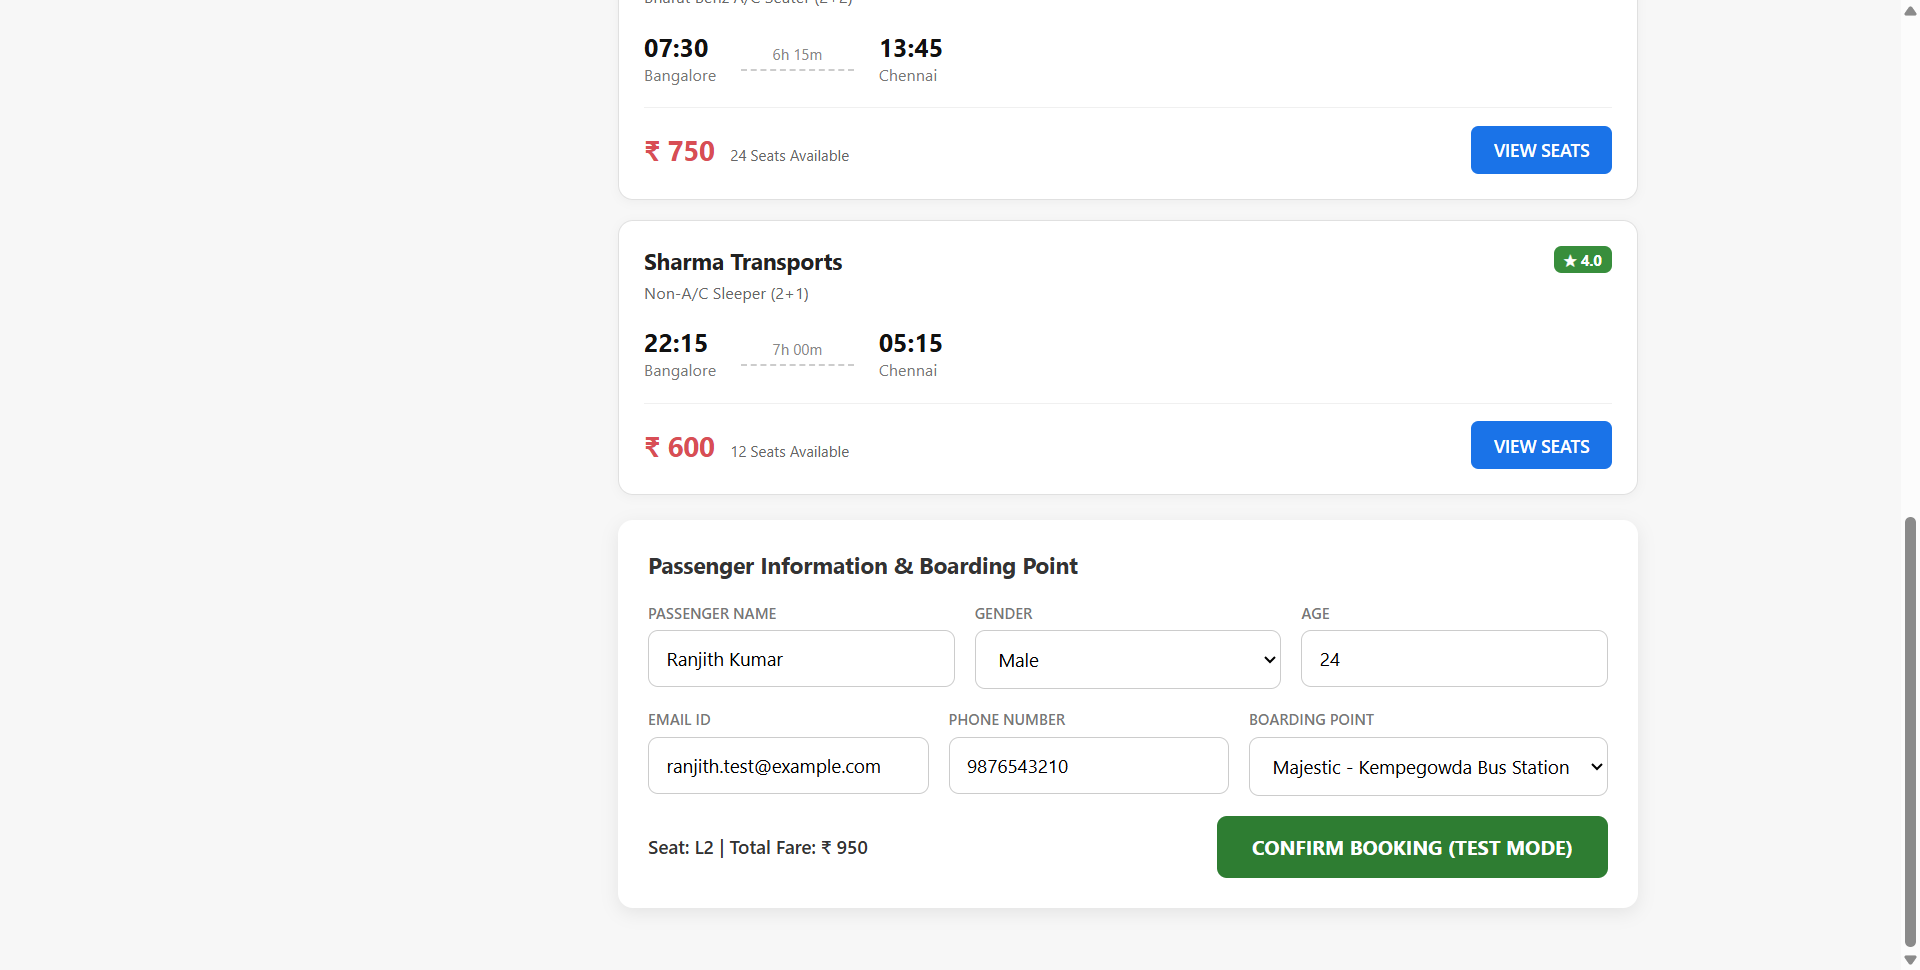 07:30 6h 15m 13:45
Bangalore Chennai
₹ 750 24 Seats Available VIEW SEATS
Sharma Transports ★ 4.0
Non-A/C Sleeper (2+1)
22:15 7h 00m 05:15
Bangalore Chennai
₹ 600 12 Seats Available VIEW SEATS
Passenger Information & Boarding Point
PASSENGER NAME GENDER AGE
Ranjith Kumar Male 24
EMAIL ID PHONE NUMBER BOARDING POINT
ranjith.test@example.com 9876543210 Majestic - Kempegowda Bus Station
Seat: L2 | Total Fare: ₹ 950 CONFIRM BOOKING (TEST MODE)